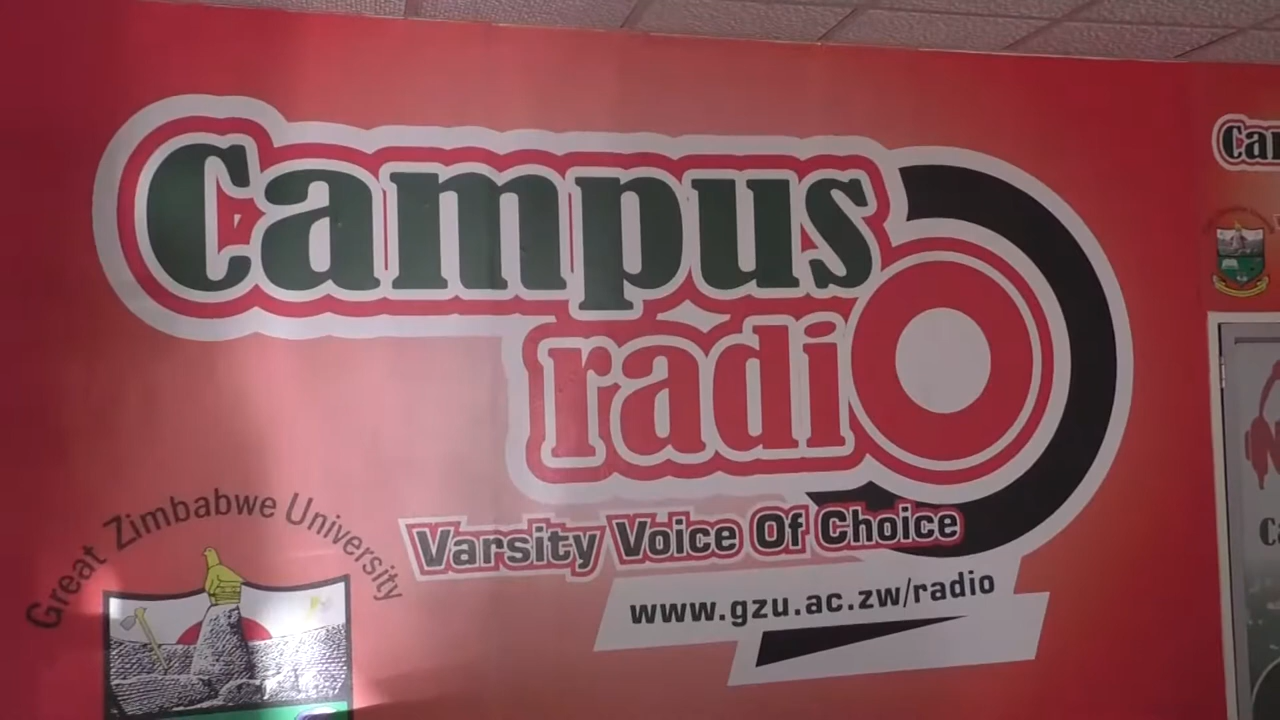 Campus
radio
Varsity Voice Of Choice
www.gzu.ac.zw/radio
Great Zimbabwe University